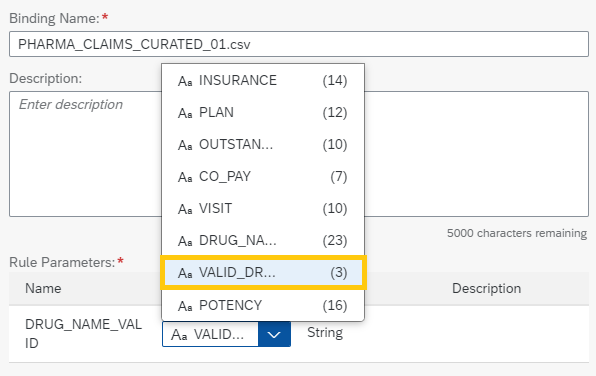 Binding Name:*
PHARMA_CLAIMS_CURATED_01.csv
Description:
Enter description
Aa INSURANCE (14)
Aa PLAN (12)
Aa OUTSTAN... (10)
Aa CO_PAY (7)
Aa VISIT (10)
Aa DRUG_NA... (23)
Aa VALID_DR... (3)
Aa POTENCY (16)
5000 characters remaining
Rule Parameters:*
Name Description
DRUG_NAME_VAL
ID
Aa VALID... String